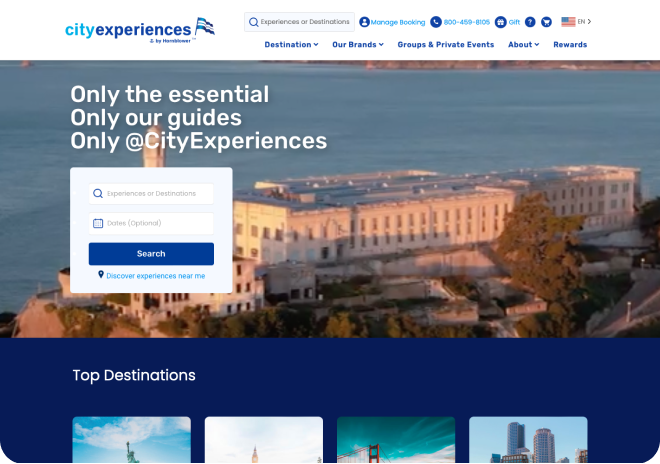 cityexperiences
by Hornblower™
Experiences or Destinations
Manage Booking
800-459-8105
Gift
?
EN
Destination
Our Brands
Groups & Private Events
About
Rewards
Only the essential
Only our guides
Only @CityExperiences
Experiences or Destinations
Dates (Optional)
Search
Discover experiences near me
Top Destinations